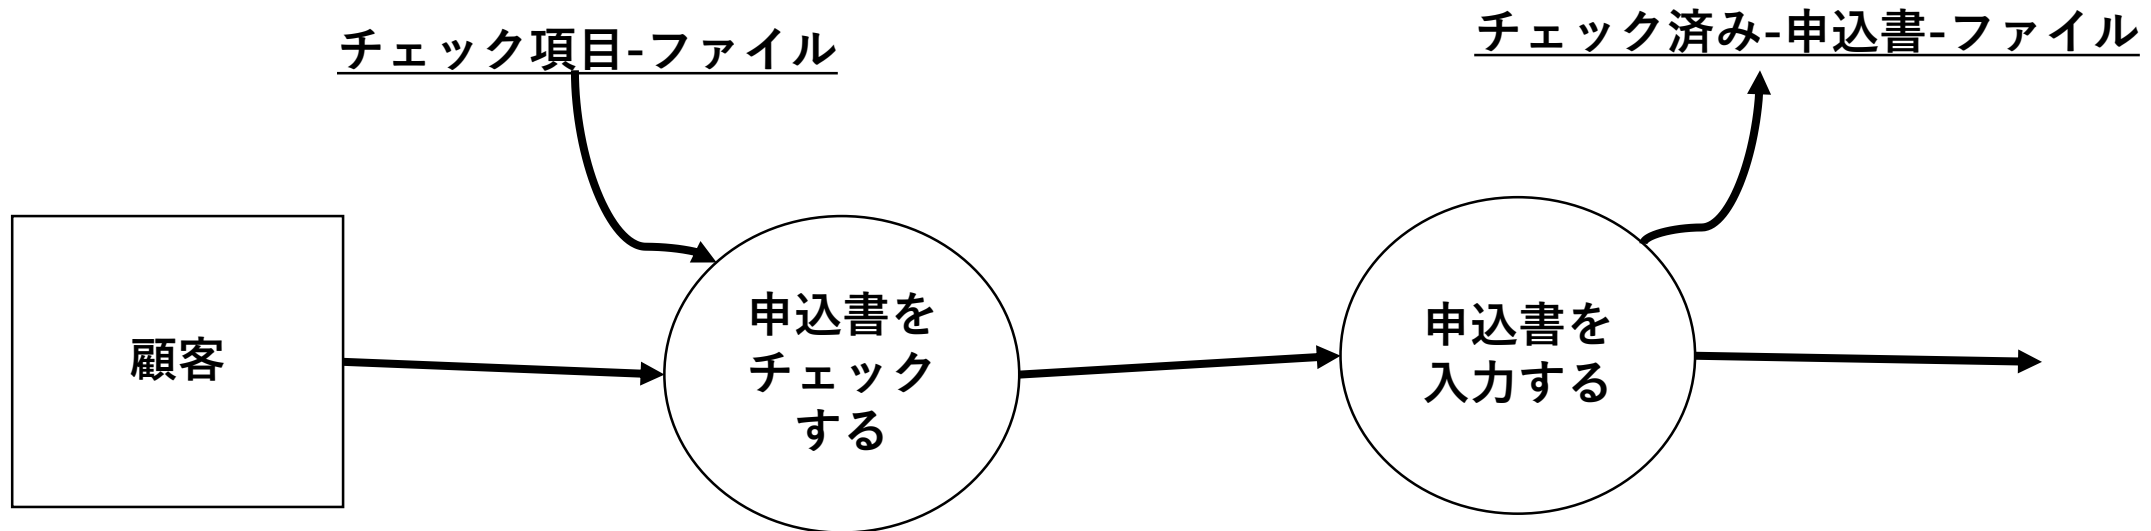 チェック項目-ファイル
チェック済み-申込書-ファイル
顧客
申込書を
チェック
する
申込書を
入力する